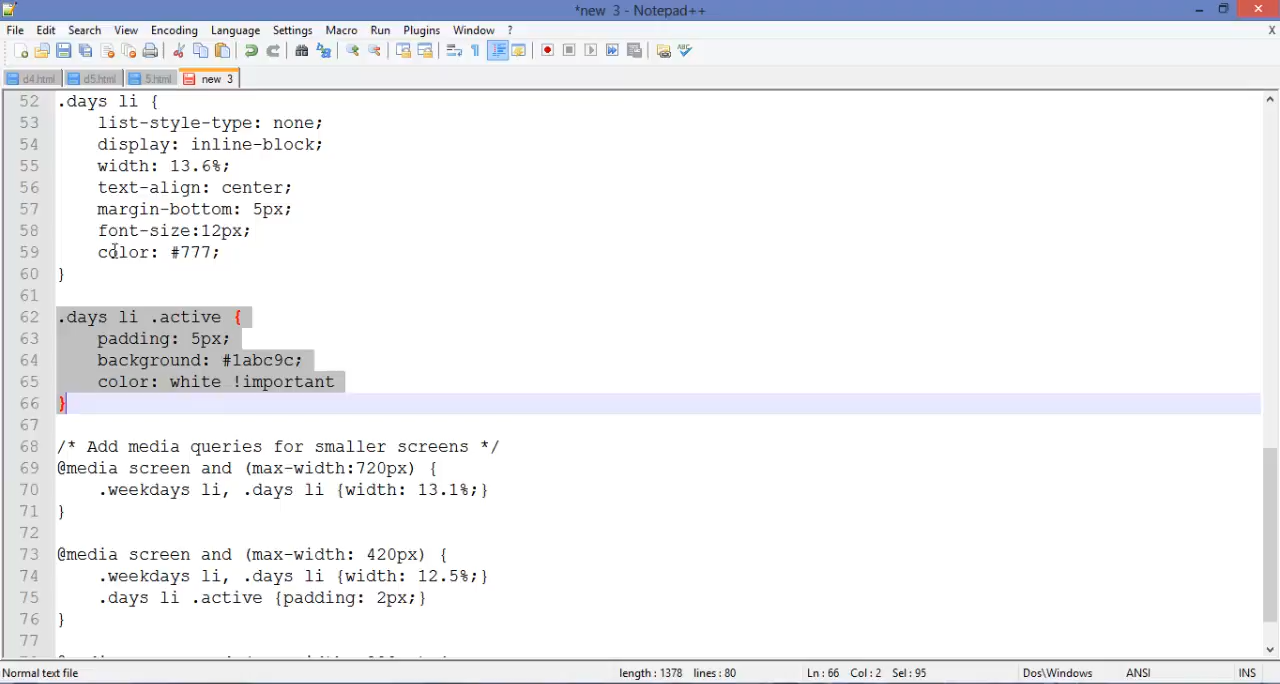 *new 3 - Notepad++
File Edit Search View Encoding Language Settings Macro Run Plugins Window ? X
d4.html d5.html 5.html new 3
52 .days li {
53 list-style-type: none;
54 display: inline-block;
55 width: 13.6%;
56 text-align: center;
57 margin-bottom: 5px;
58 font-size:12px;
59 color: #777;
60 }
61
62 .days li .active {
63 padding: 5px;
64 background: #1abc9c;
65 color: white !important
66 }
67
68 /* Add media queries for smaller screens */
69 @media screen and (max-width:720px) {
70 .weekdays li, .days li {width: 13.1%;}
71 }
72
73 @media screen and (max-width: 420px) {
74 .weekdays li, .days li {width: 12.5%;}
75 .days li .active {padding: 2px;}
76 }
77
Normal text file length : 1378 lines : 80 Ln : 66 Col : 2 Sel : 95 Dos\Windows ANSI INS